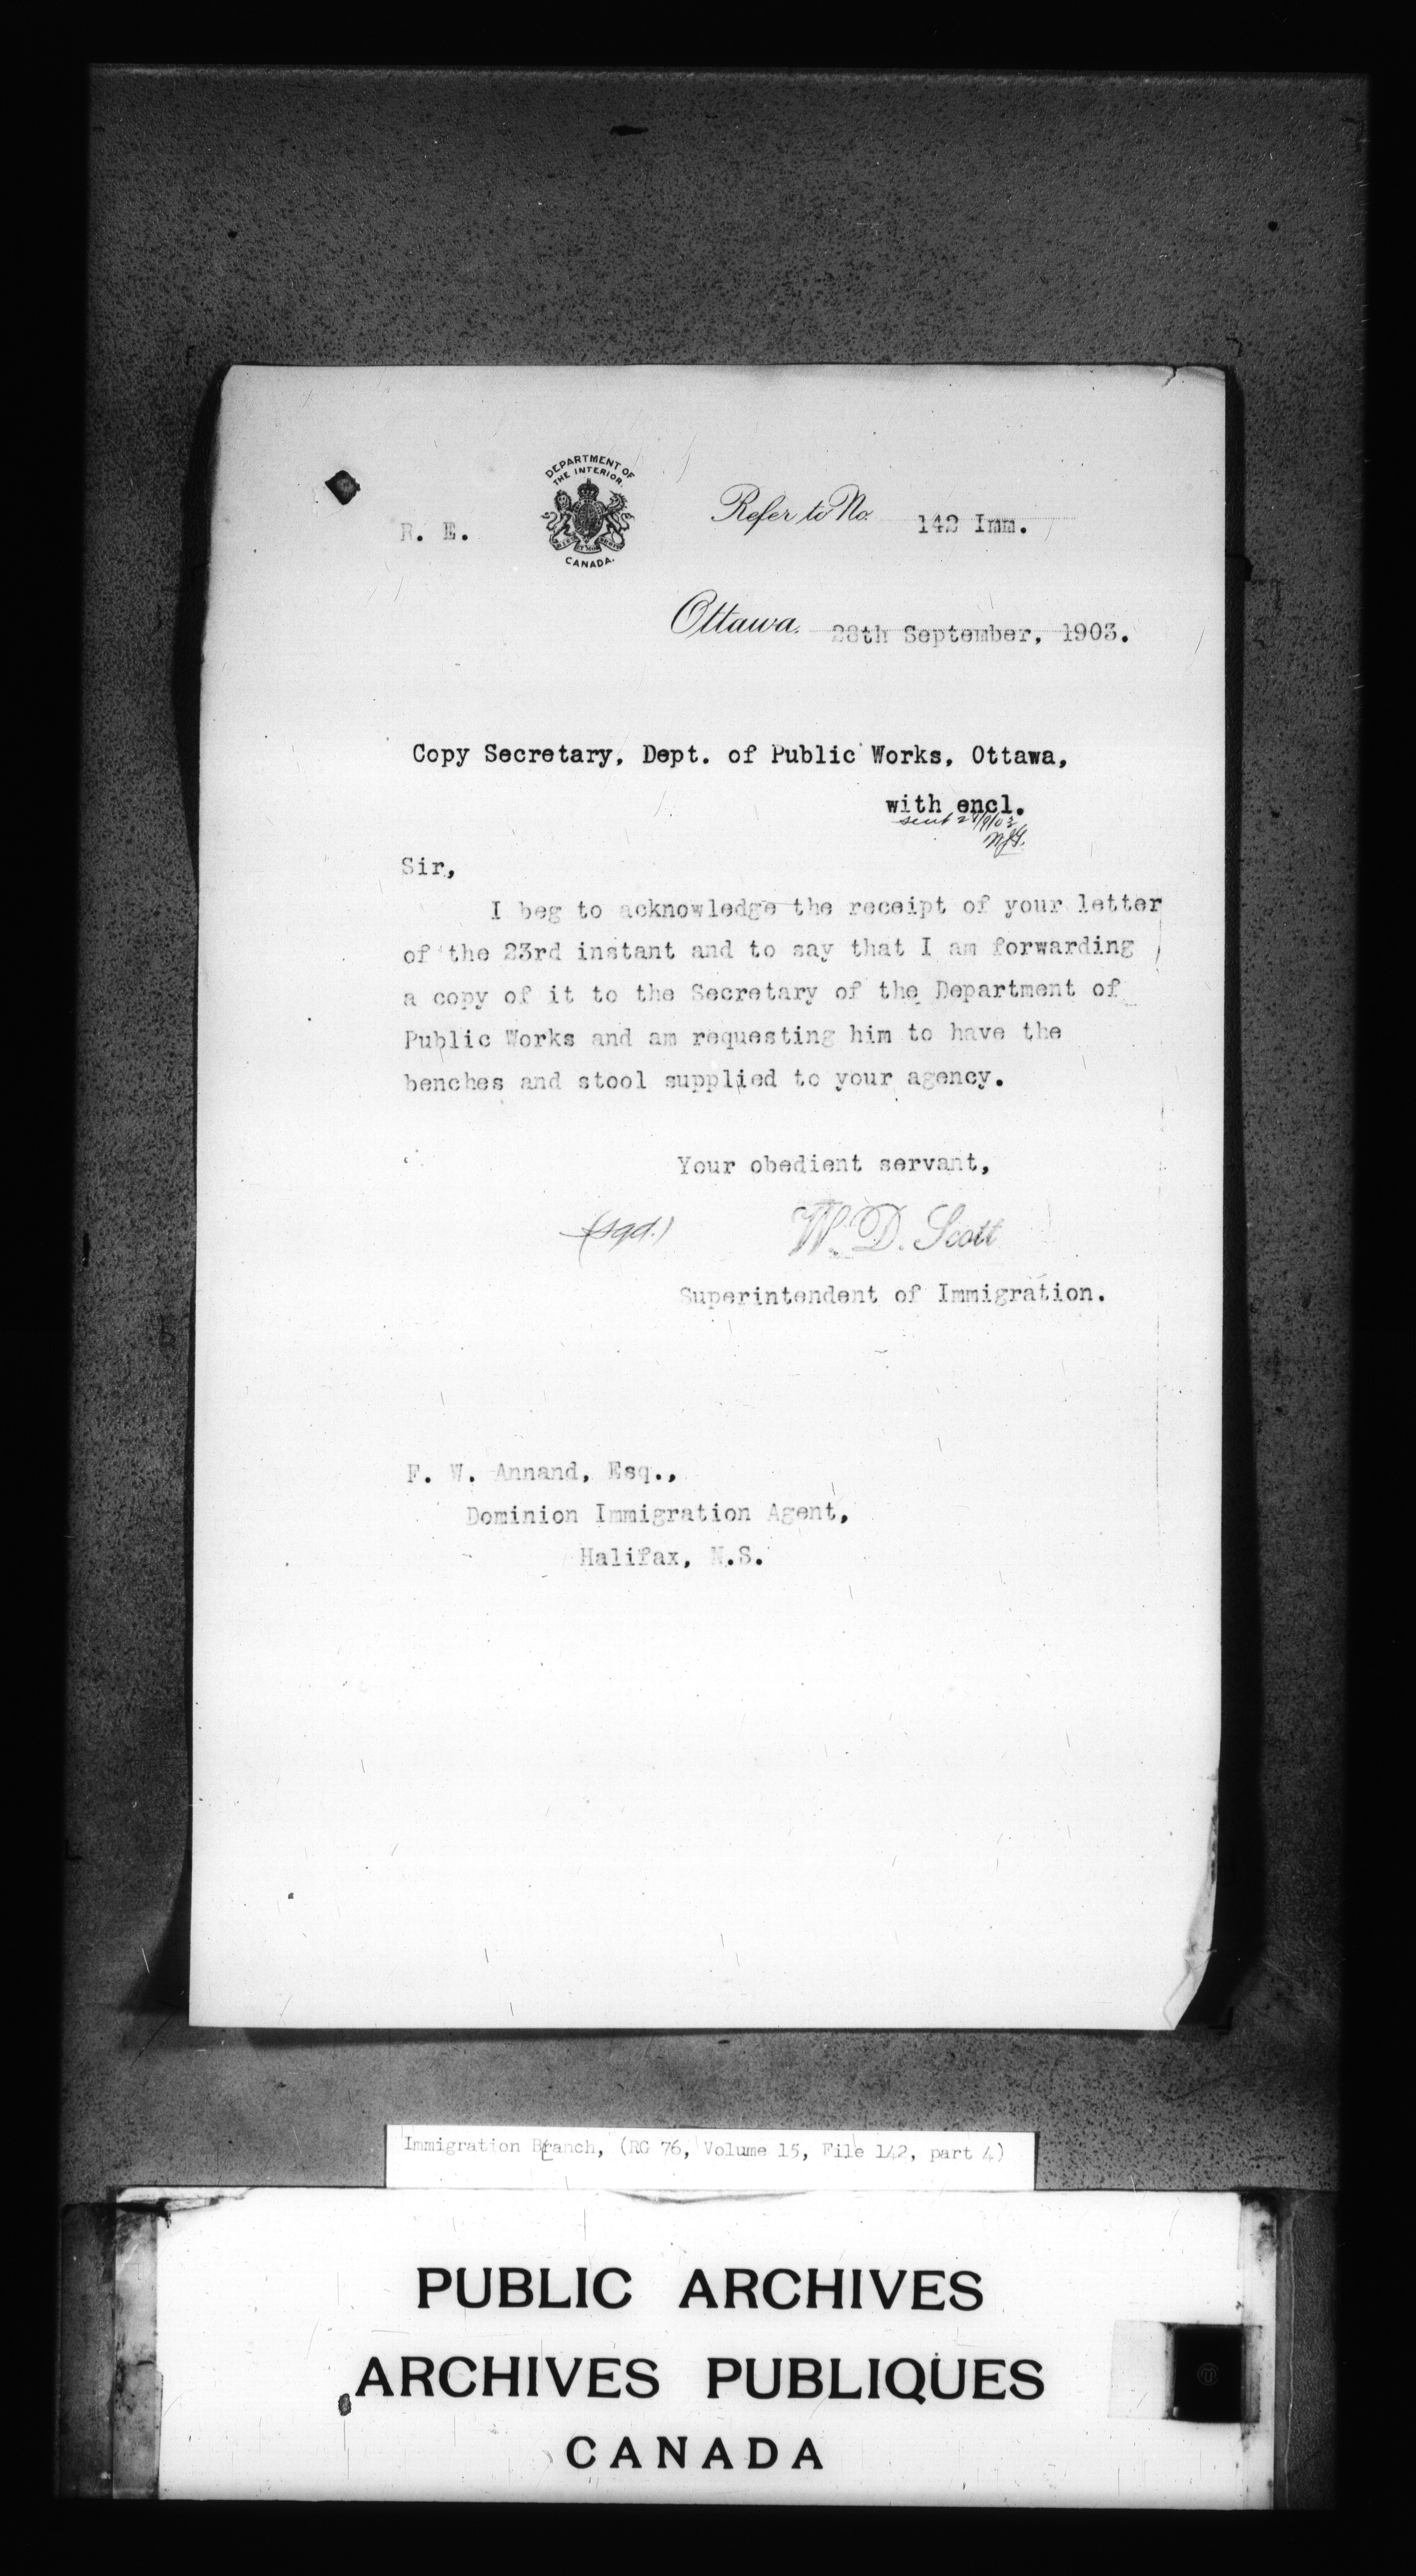 DEPARTMENT OF
THE INTERIOR.
CANADA.
R. E.
Refer to No. 142 Imm.
Ottawa, 28th September, 1903.
Copy Secretary, Dept. of Public Works, Ottawa,
with encl.
sent
Sir,
I beg to acknowledge the receipt of your letter
of the 23rd instant and to say that I am forwarding
a copy of it to the Secretary of the Department of
Public Works and am requesting him to have the
benches and stool supplied to your agency.
Your obedient servant,
(sgd.) W. D. Scott
Superintendent of Immigration.
F. W. Annand, Esq.,
Dominion Immigration Agent,
Halifax, N.S.
Immigration Branch, (RG 76, Volume 15, File 142, part 4)
PUBLIC ARCHIVES
ARCHIVES PUBLIQUES
CANADA